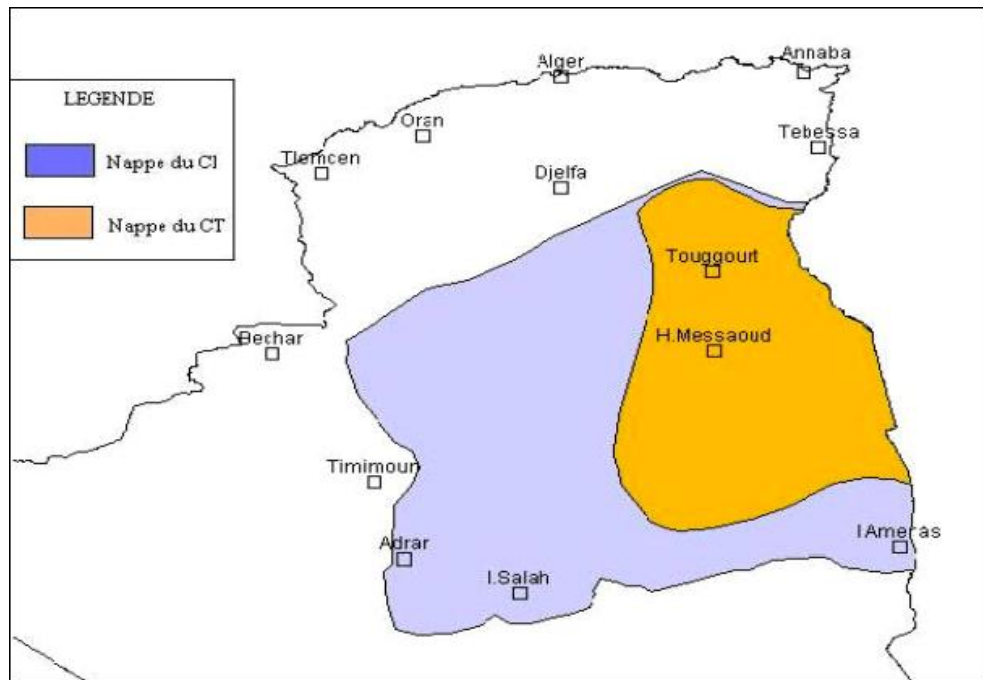 Alger
Annaba
LEGENDE
Oran
Tebessa
Nappe du CI
Tlemcen
Djelfa
Nappe du CT
Touggourt
H.Messaoud
Bechar
Timimoun
I.Amenas
Adrar
I.Salah